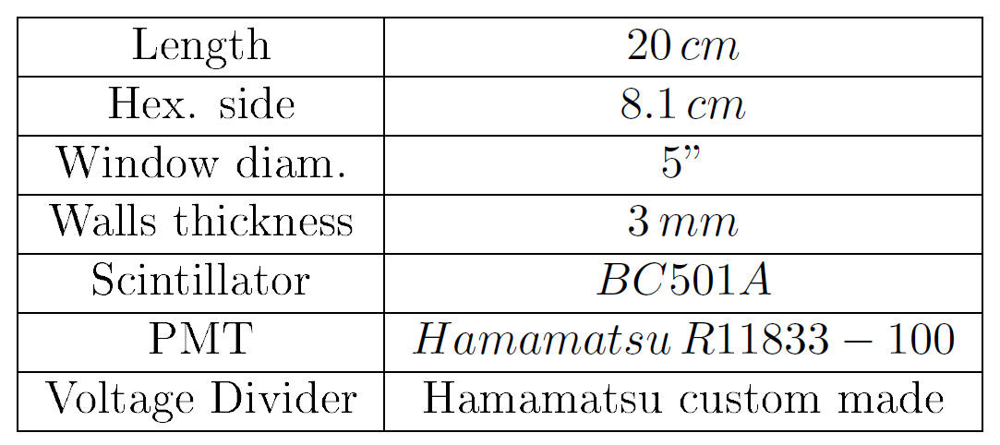 Length 20 cm
Hex. side 8.1 cm
Window diam. 5”
Walls thickness 3 mm
Scintillator BC501A
PMT Hamamatsu R11833 − 100
Voltage Divider Hamamatsu custom made